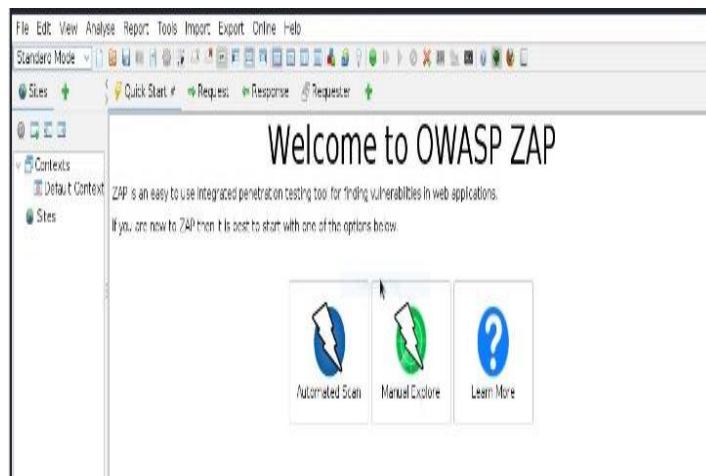 File Edit View Analyse Report Tools Import Export Online Help
Standard Mode
Sites Quick Start Request Response Requester
Contexts
Default Context
Sites
Welcome to OWASP ZAP
ZAP is an easy to use integrated penetration testing tool for finding vulnerabilities in web applications.
If you are new to ZAP then it is best to start with one of the options below.
Automated Scan Manual Explore Learn More